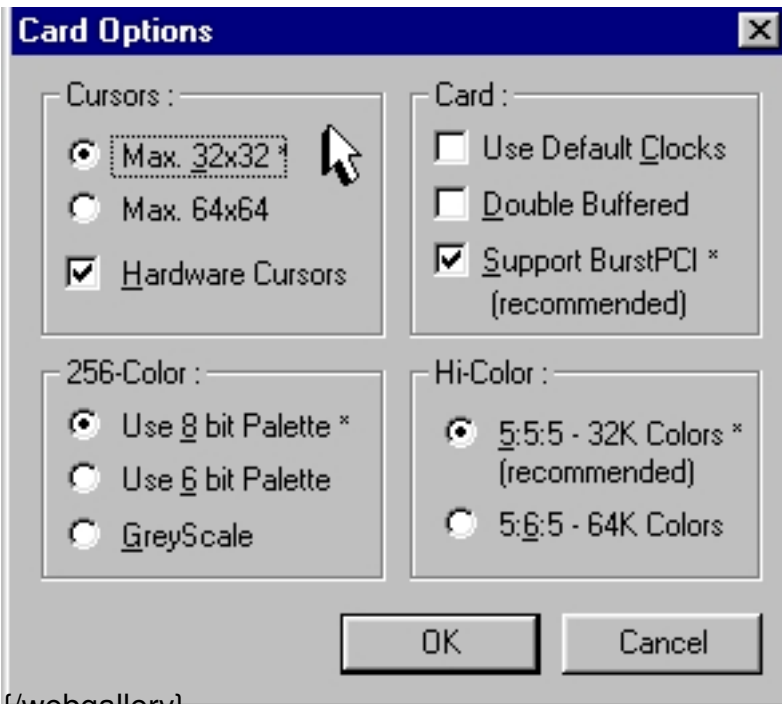 Card Options
Cursors :
Max. 32x32 *
Max. 64x64
Hardware Cursors
Card :
Use Default Clocks
Double Buffered
Support BurstPCI *
(recommended)
256-Color :
Use 8 bit Palette *
Use 6 bit Palette
GreyScale
Hi-Color :
5:5:5 - 32K Colors *
(recommended)
5:6:5 - 64K Colors
OK
Cancel
{/webgallery}